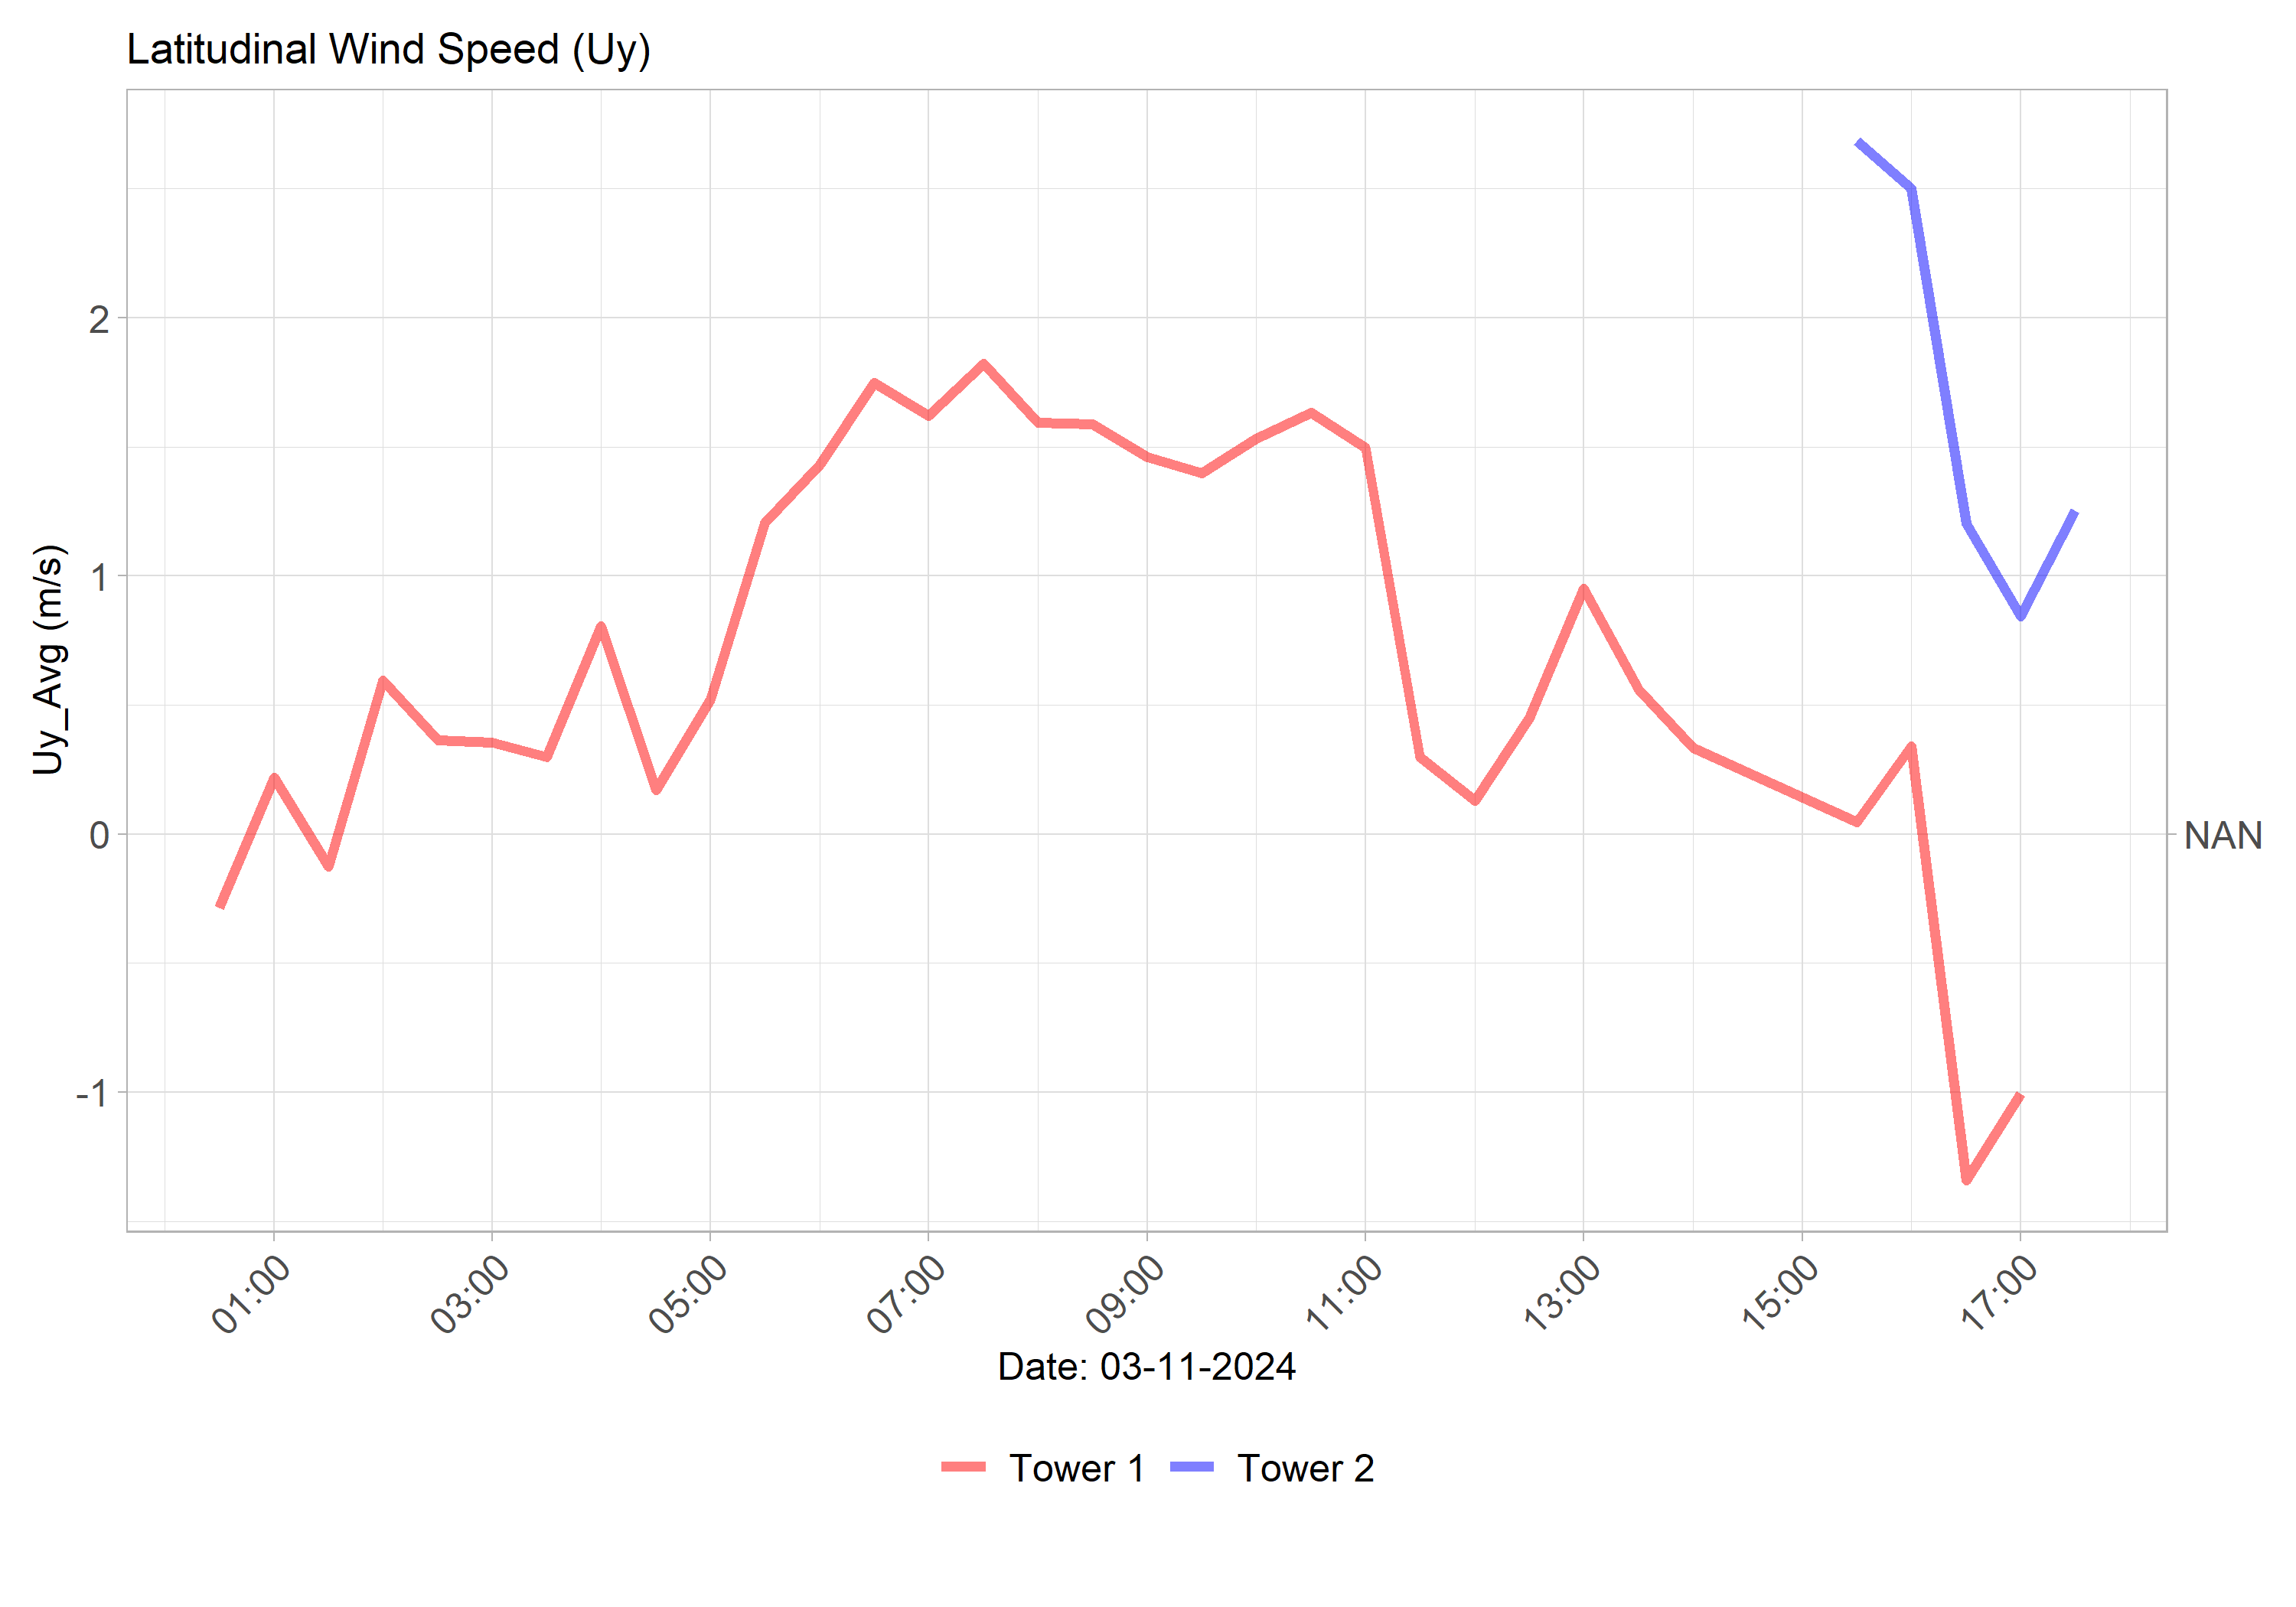 Latitudinal Wind Speed (Uy)
Uy_Avg (m/s)
2
1
0
-1
NAN
01:00 03:00 05:00 07:00 09:00 11:00 13:00 15:00 17:00
Date: 03-11-2024
Tower 1 Tower 2